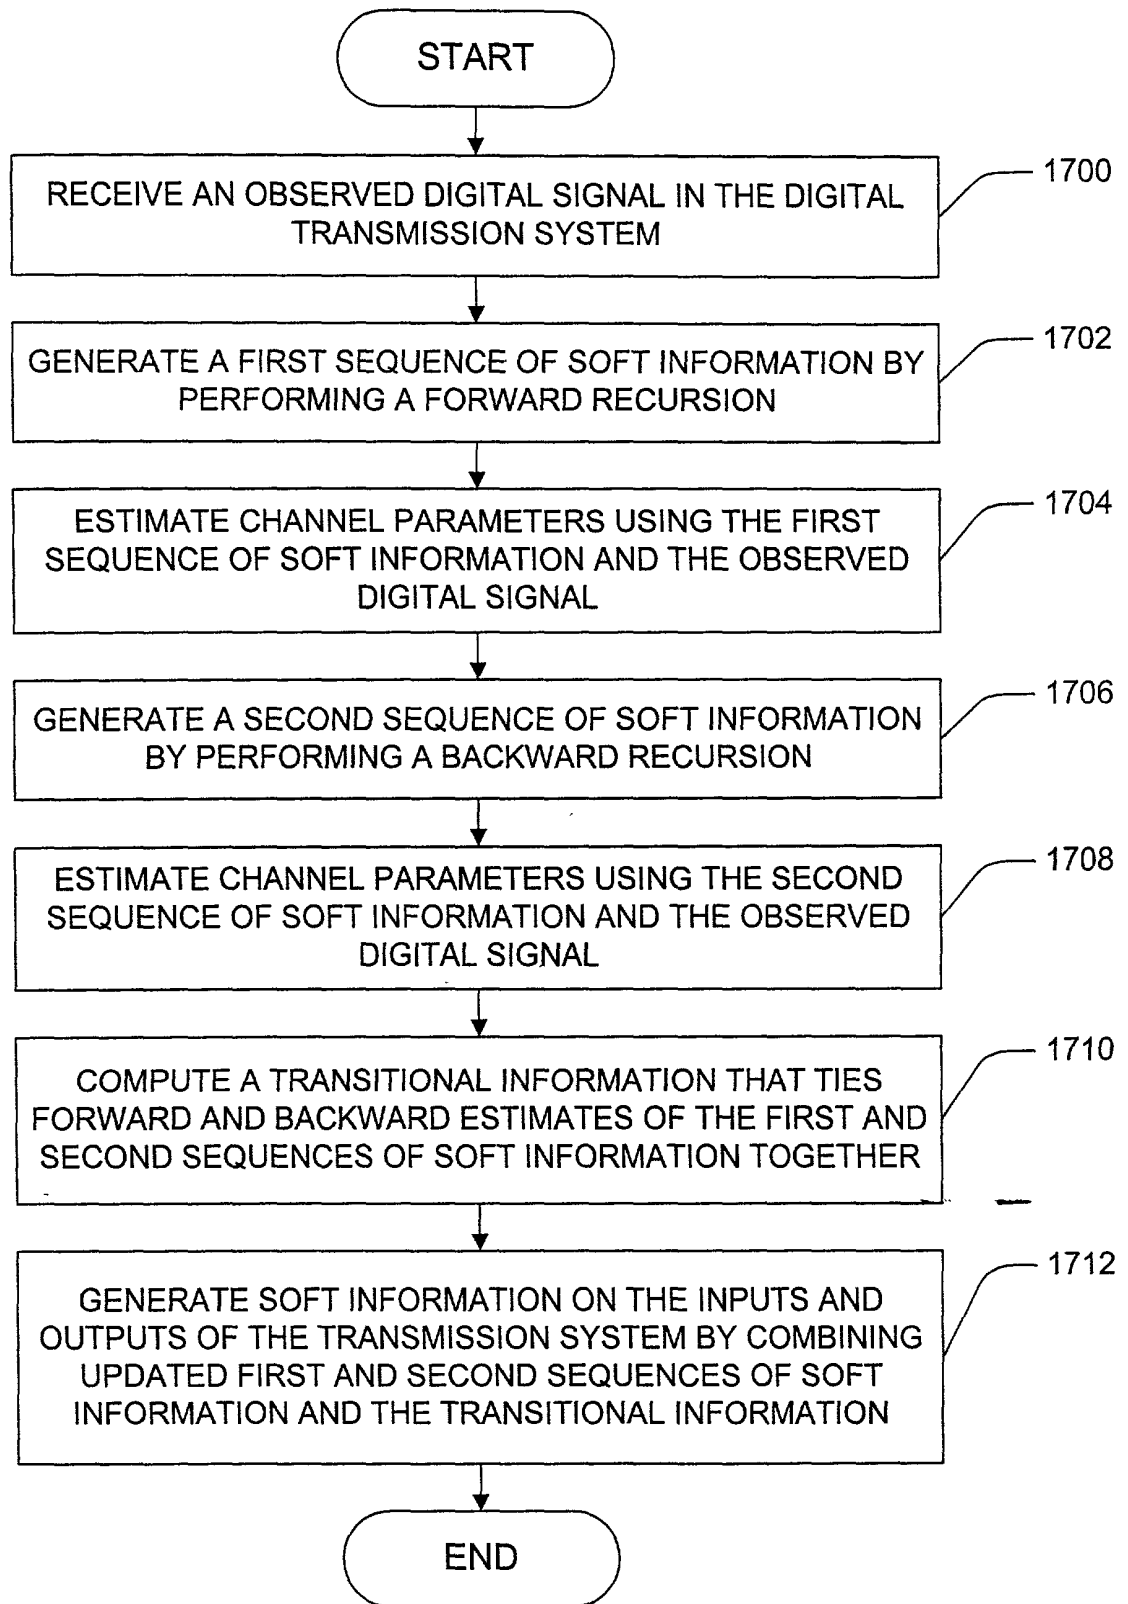 START
RECEIVE AN OBSERVED DIGITAL SIGNAL IN THE DIGITAL
TRANSMISSION SYSTEM
1700
GENERATE A FIRST SEQUENCE OF SOFT INFORMATION BY
PERFORMING A FORWARD RECURSION
1702
ESTIMATE CHANNEL PARAMETERS USING THE FIRST
SEQUENCE OF SOFT INFORMATION AND THE OBSERVED
DIGITAL SIGNAL
1704
GENERATE A SECOND SEQUENCE OF SOFT INFORMATION
BY PERFORMING A BACKWARD RECURSION
1706
ESTIMATE CHANNEL PARAMETERS USING THE SECOND
SEQUENCE OF SOFT INFORMATION AND THE OBSERVED
DIGITAL SIGNAL
1708
COMPUTE A TRANSITIONAL INFORMATION THAT TIES
FORWARD AND BACKWARD ESTIMATES OF THE FIRST AND
SECOND SEQUENCES OF SOFT INFORMATION TOGETHER
1710
GENERATE SOFT INFORMATION ON THE INPUTS AND
OUTPUTS OF THE TRANSMISSION SYSTEM BY COMBINING
UPDATED FIRST AND SECOND SEQUENCES OF SOFT
INFORMATION AND THE TRANSITIONAL INFORMATION
1712
END